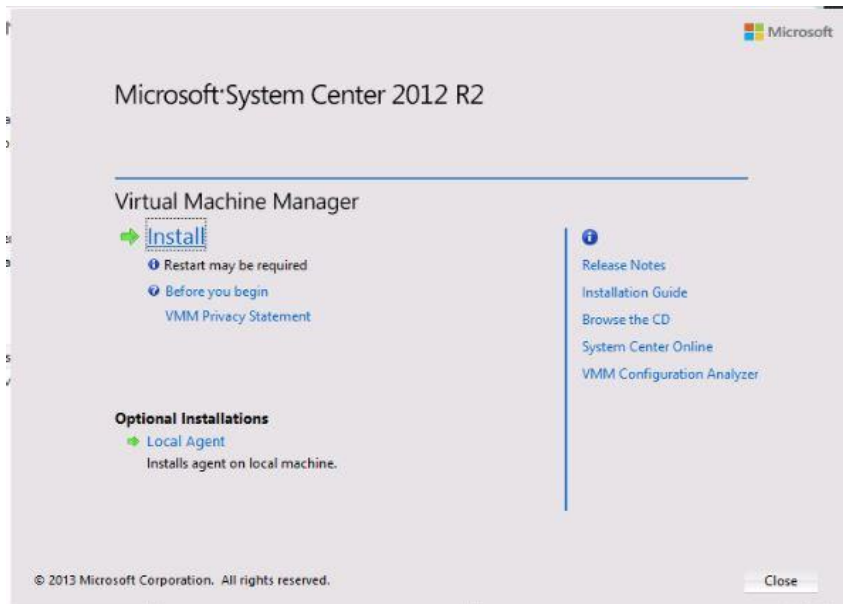 Microsoft
Microsoft System Center 2012 R2
Virtual Machine Manager
Install
Restart may be required
Before you begin
VMM Privacy Statement
Optional Installations
Local Agent
Installs agent on local machine.
Release Notes
Installation Guide
Browse the CD
System Center Online
VMM Configuration Analyzer
© 2013 Microsoft Corporation. All rights reserved.
Close